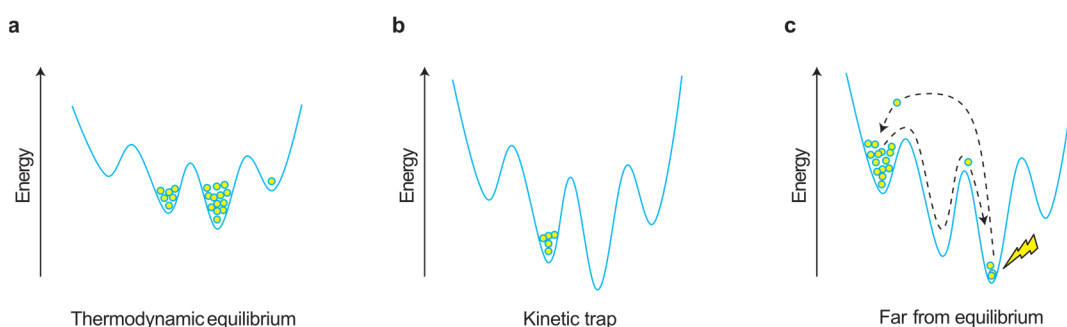 a
b
c
Energy
Energy
Energy
Thermodynamic equilibrium
Kinetic trap
Far from equilibrium